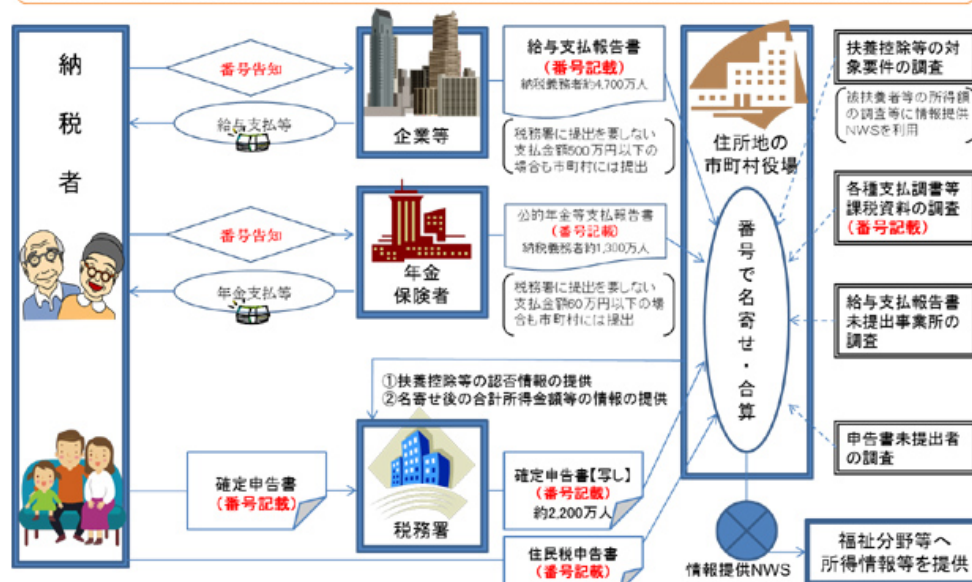 納税者
番号告知
給与支払等
企業等
給与支払報告書
(番号記載)
納税義務者約4,700万人
税務署に提出を要しない
支払金額500万円以下の
場合も市町村には提出
番号告知
年金支払等
年金
保険者
公的年金等支払報告書
(番号記載)
納税義務者約1,300万人
税務署に提出を要しない
支払金額60万円以下の場
合も市町村には提出
①扶養控除等の認否情報の提供
②名寄せ後の合計所得金額等の情報の提供
確定申告書
(番号記載)
税務署
確定申告書【写し】
(番号記載)
約2,200万人
住民税申告書
(番号記載)
住所地の
市町村役場
番号で名寄せ・合算
扶養控除等の対
象要件の調査
被扶養者等の所得額
の調査等に情報提供
NWSを利用
各種支払調書等
課税資料の調査
(番号記載)
給与支払報告書
未提出事業所の
調査
申告書未提出者
の調査
情報提供NWS
福祉分野等へ
所得情報等を提供